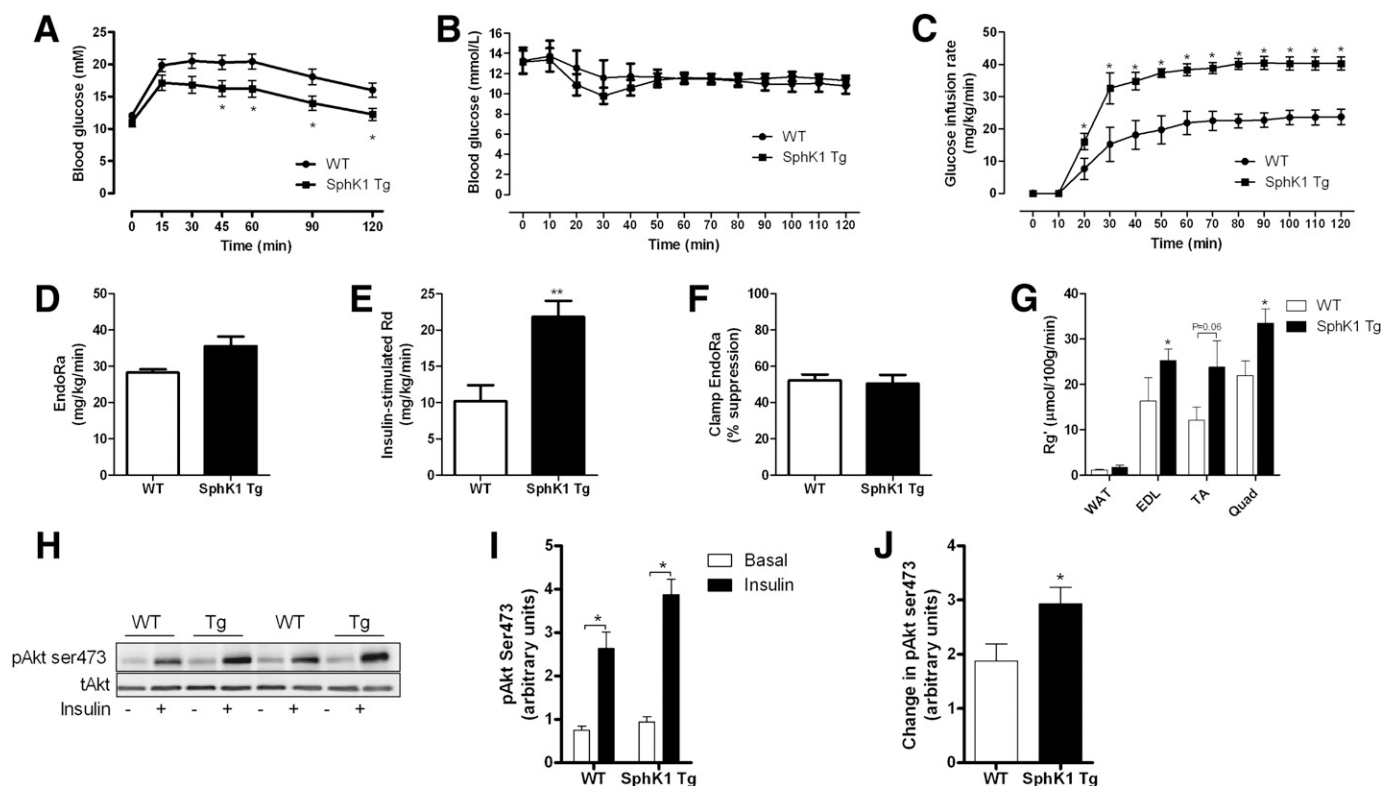 A
Blood glucose (mM)
25
20
15
10
5
0
WT
SphK1 Tg
* * * *
0 15 30 45 60 90 120
Time (min)
B
Blood glucose (mmol/L)
16
14
12
10
8
6
4
2
0
WT
SphK1 Tg
0 10 20 30 40 50 60 70 80 90 100 110 120
Time (min)
C
Glucose infusion rate
(mg/kg/min)
50
40
30
20
10
0
* * * * * * * * * * *
WT
SphK1 Tg
0 10 20 30 40 50 60 70 80 90 100 110 120
Time (min)
D
EndoRa
(mg/kg/min)
50
40
30
20
10
0
WT SphK1 Tg
E
Insulin-stimulated Rd
(mg/kg/min)
25
20
15
10
5
0
**
WT SphK1 Tg
F
Clamp EndoRa
(% suppression)
100
80
60
40
20
0
WT SphK1 Tg
G
Rg' (µmol/100g/min)
40
30
20
10
0
WT
SphK1 Tg
*
P=0.06
*
WAT EDL TA Quad
H
WT Tg WT Tg
pAkt ser473
tAkt
Insulin - + - + - + - +
I
pAkt Ser473
(arbitrary units)
5
4
3
2
1
0
Basal
Insulin
* *
WT SphK1 Tg
J
Change in pAkt ser473
(arbitrary units)
4
3
2
1
0
*
WT SphK1 Tg